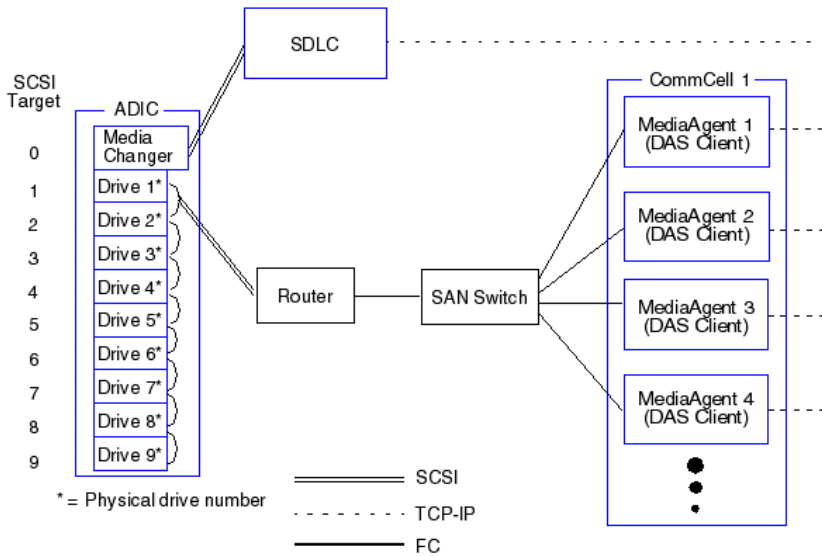 SDLC
SCSI
Target
ADIC
CommCell 1
0
Media
Changer
MediaAgent 1
(DAS Client)
1
Drive 1*
2
Drive 2*
MediaAgent 2
(DAS Client)
3
Drive 3*
4
Drive 4*
Router
SAN Switch
MediaAgent 3
(DAS Client)
5
Drive 5*
6
Drive 6*
7
Drive 7*
MediaAgent 4
(DAS Client)
8
Drive 8*
9
Drive 9*
* = Physical drive number
SCSI
TCP-IP
FC